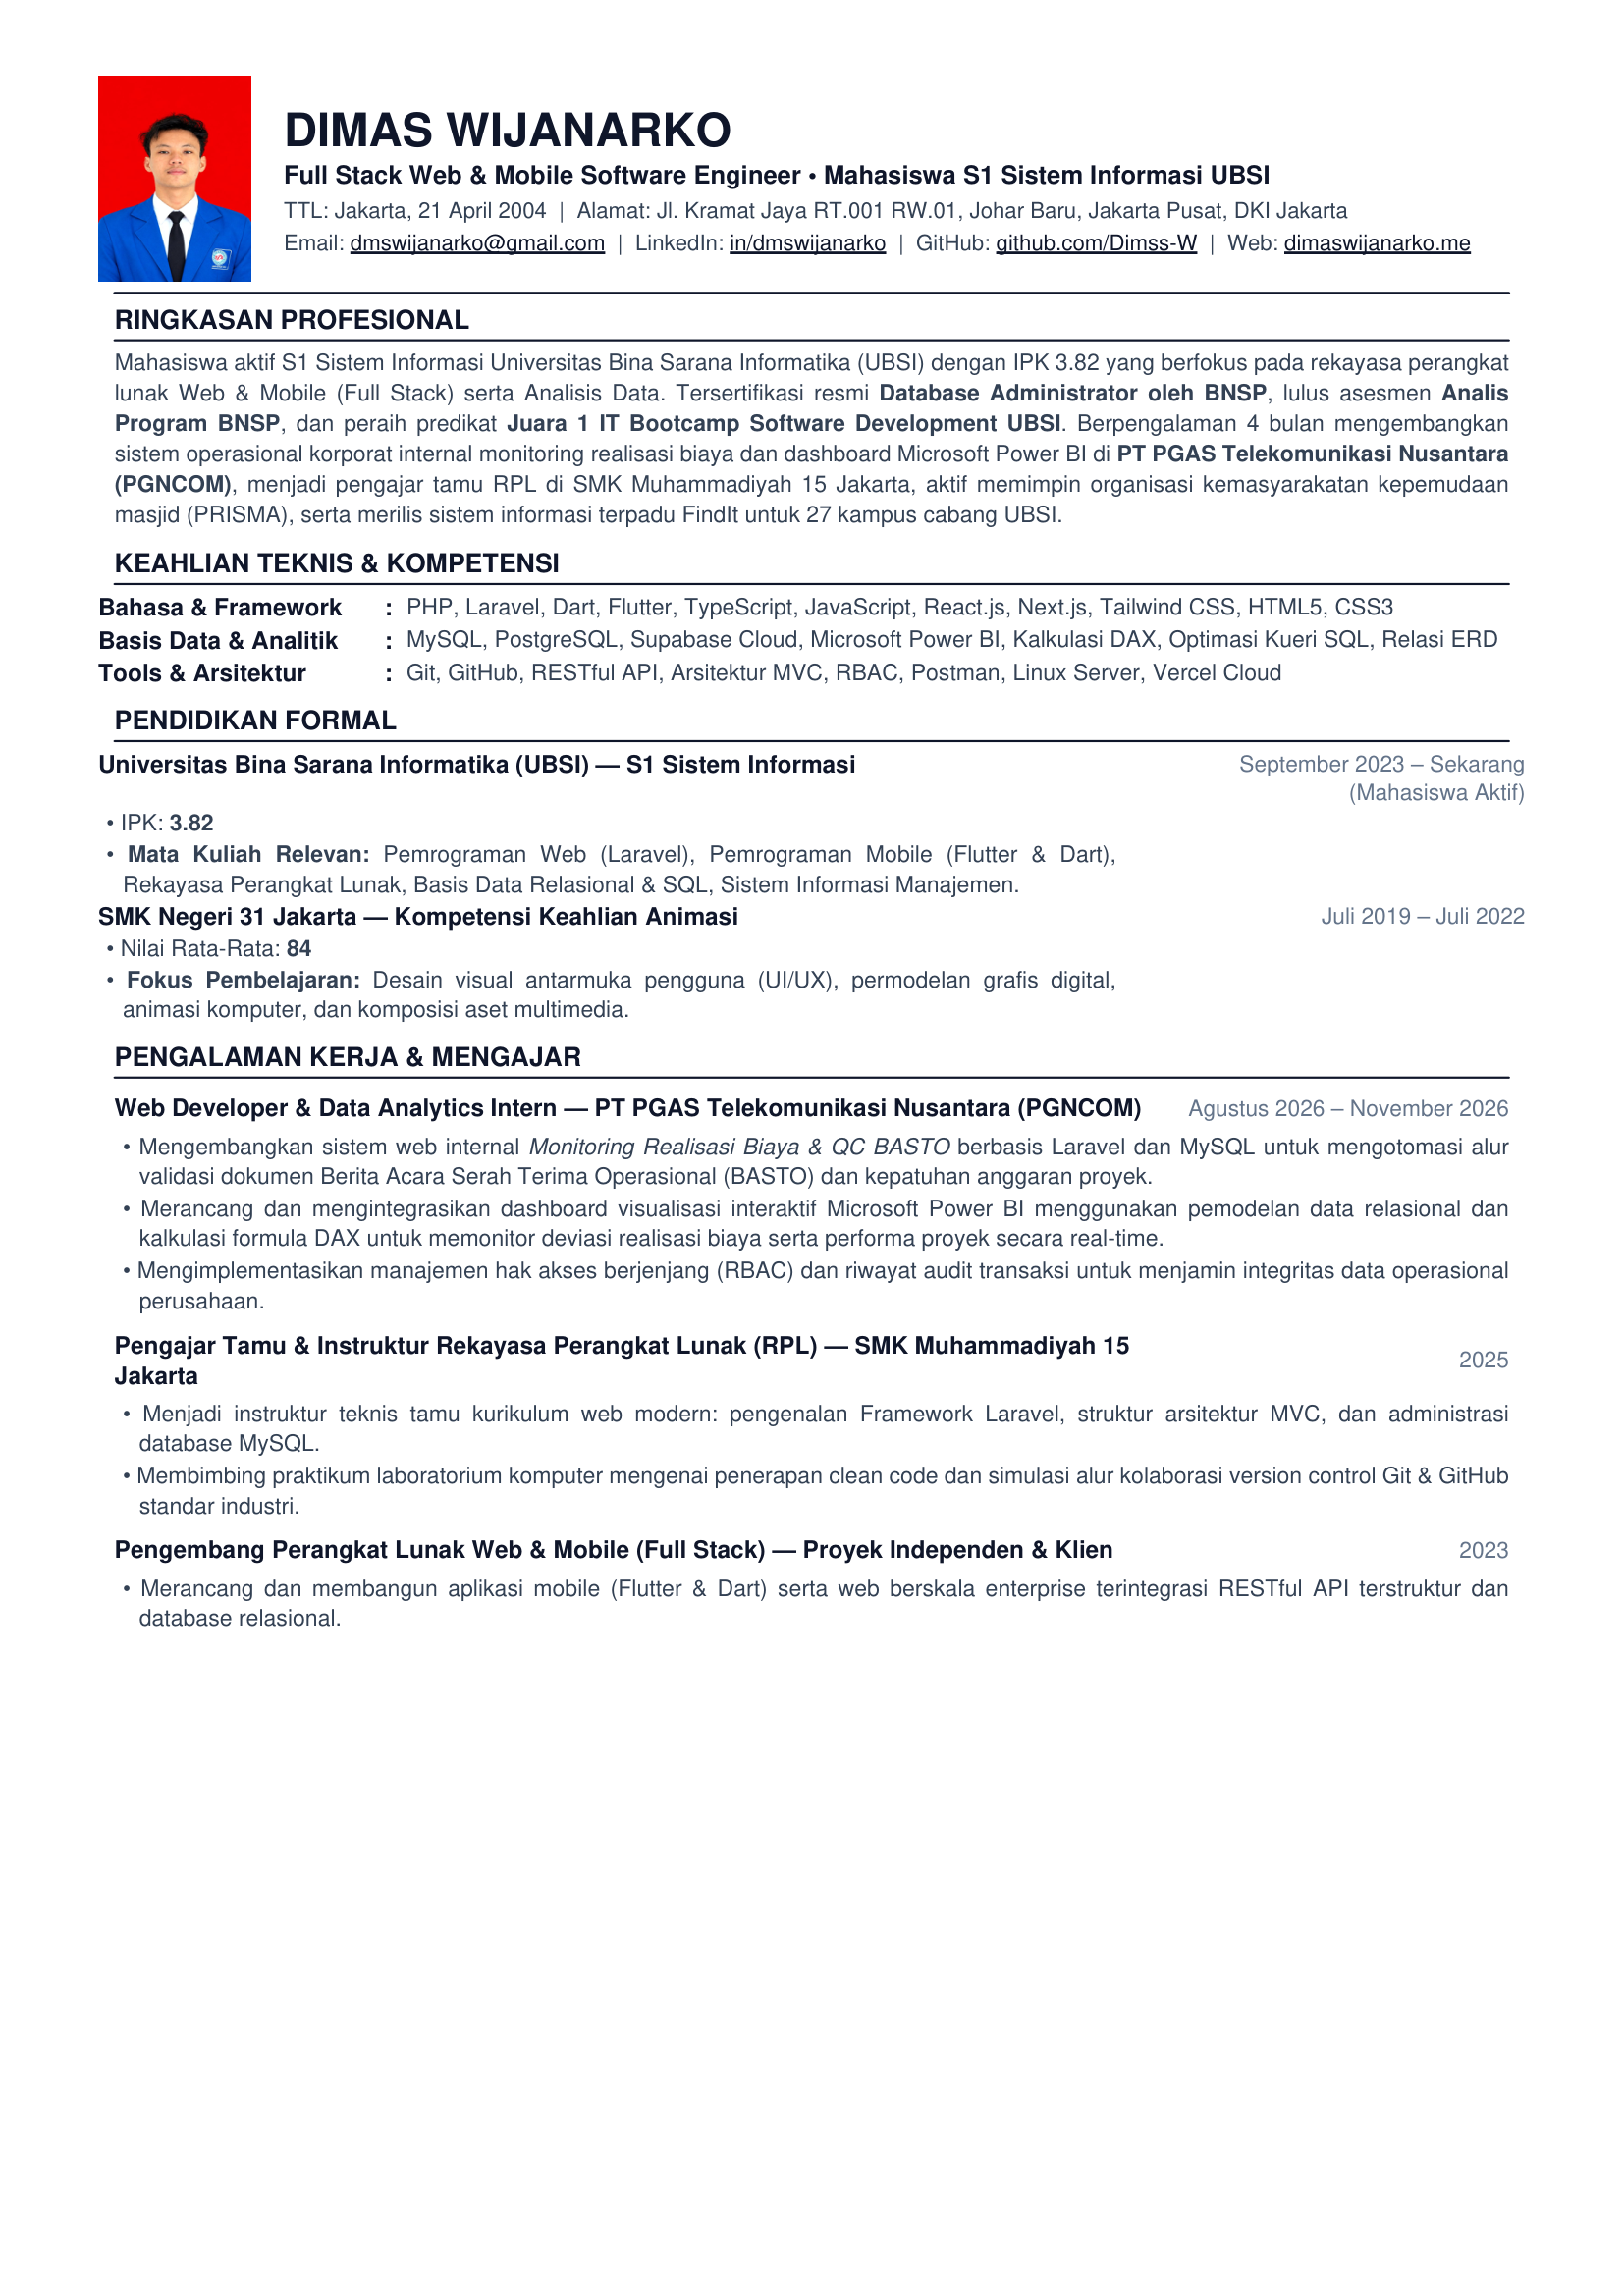 DIMAS WIJANARKO
Full Stack Web & Mobile Software Engineer • Mahasiswa S1 Sistem Informasi UBSI
TTL: Jakarta, 21 April 2004 | Alamat: Jl. Kramat Jaya RT.001 RW.01, Johar Baru, Jakarta Pusat, DKI Jakarta
Email: dmswijanarko@gmail.com | LinkedIn: in/dmswijanarko | GitHub: github.com/Dimss-W | Web: dimaswijanarko.me
RINGKASAN PROFESIONAL
Mahasiswa aktif S1 Sistem Informasi Universitas Bina Sarana Informatika (UBSI) dengan IPK 3.82 yang berfokus pada rekayasa perangkat
lunak Web & Mobile (Full Stack) serta Analisis Data. Tersertifikasi resmi Database Administrator oleh BNSP, lulus asesmen Analis
Program BNSP, dan peraih predikat Juara 1 IT Bootcamp Software Development UBSI. Berpengalaman 4 bulan mengembangkan
sistem operasional korporat internal monitoring realisasi biaya dan dashboard Microsoft Power BI di PT PGAS Telekomunikasi Nusantara
(PGNCOM), menjadi pengajar tamu RPL di SMK Muhammadiyah 15 Jakarta, aktif memimpin organisasi kemasyarakatan kepemudaan
masjid (PRISMA), serta merilis sistem informasi terpadu FindIt untuk 27 kampus cabang UBSI.
KEAHLIAN TEKNIS & KOMPETENSI
Bahasa & Framework : PHP, Laravel, Dart, Flutter, TypeScript, JavaScript, React.js, Next.js, Tailwind CSS, HTML5, CSS3
Basis Data & Analitik : MySQL, PostgreSQL, Supabase Cloud, Microsoft Power BI, Kalkulasi DAX, Optimasi Kueri SQL, Relasi ERD
Tools & Arsitektur : Git, GitHub, RESTful API, Arsitektur MVC, RBAC, Postman, Linux Server, Vercel Cloud
PENDIDIKAN FORMAL
Universitas Bina Sarana Informatika (UBSI) — S1 Sistem Informasi September 2023 – Sekarang
(Mahasiswa Aktif)
• IPK: 3.82
• Mata Kuliah Relevan: Pemrograman Web (Laravel), Pemrograman Mobile (Flutter & Dart),
Rekayasa Perangkat Lunak, Basis Data Relasional & SQL, Sistem Informasi Manajemen.
SMK Negeri 31 Jakarta — Kompetensi Keahlian Animasi Juli 2019 – Juli 2022
• Nilai Rata-Rata: 84
• Fokus Pembelajaran: Desain visual antarmuka pengguna (UI/UX), permodelan grafis digital,
animasi komputer, dan komposisi aset multimedia.
PENGALAMAN KERJA & MENGAJAR
Web Developer & Data Analytics Intern — PT PGAS Telekomunikasi Nusantara (PGNCOM) Agustus 2026 – November 2026
• Mengembangkan sistem web internal Monitoring Realisasi Biaya & QC BASTO berbasis Laravel dan MySQL untuk mengotomasi alur
validasi dokumen Berita Acara Serah Terima Operasional (BASTO) dan kepatuhan anggaran proyek.
• Merancang dan mengintegrasikan dashboard visualisasi interaktif Microsoft Power BI menggunakan pemodelan data relasional dan
kalkulasi formula DAX untuk memonitor deviasi realisasi biaya serta performa proyek secara real-time.
• Mengimplementasikan manajemen hak akses berjenjang (RBAC) dan riwayat audit transaksi untuk menjamin integritas data operasional
perusahaan.
Pengajar Tamu & Instruktur Rekayasa Perangkat Lunak (RPL) — SMK Muhammadiyah 15
Jakarta 2025
• Menjadi instruktur teknis tamu kurikulum web modern: pengenalan Framework Laravel, struktur arsitektur MVC, dan administrasi
database MySQL.
• Membimbing praktikum laboratorium komputer mengenai penerapan clean code dan simulasi alur kolaborasi version control Git & GitHub
standar industri.
Pengembang Perangkat Lunak Web & Mobile (Full Stack) — Proyek Independen & Klien 2023
• Merancang dan membangun aplikasi mobile (Flutter & Dart) serta web berskala enterprise terintegrasi RESTful API terstruktur dan
database relasional.